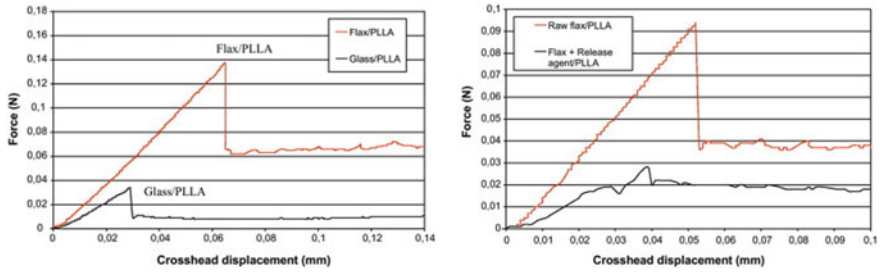 0,18
0,16
0,14
0,12
0,1
0,08
0,06
0,04
0,02
0
Force (N)
Flax/PLLA
Glass/PLLA
Flax/PLLA
Glass/PLLA
0 0,02 0,04 0,06 0,08 0,1 0,12 0,14
Crosshead displacement (mm)
0,1
0,09
0,08
0,07
0,06
0,05
0,04
0,03
0,02
0,01
0
Force (N)
Raw flax/PLLA
Flax + Release
agent/PLLA
0 0,01 0,02 0,03 0,04 0,05 0,06 0,07 0,08 0,09 0,1
Crosshead displacement (mm)